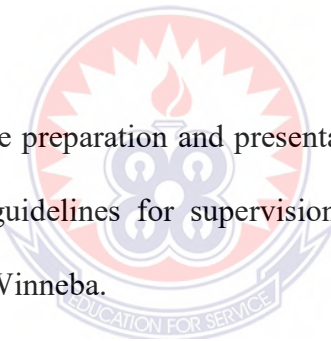 e preparation and presenta
guidelines for supervision
Winneba.
EDUCATION FOR SERVICE